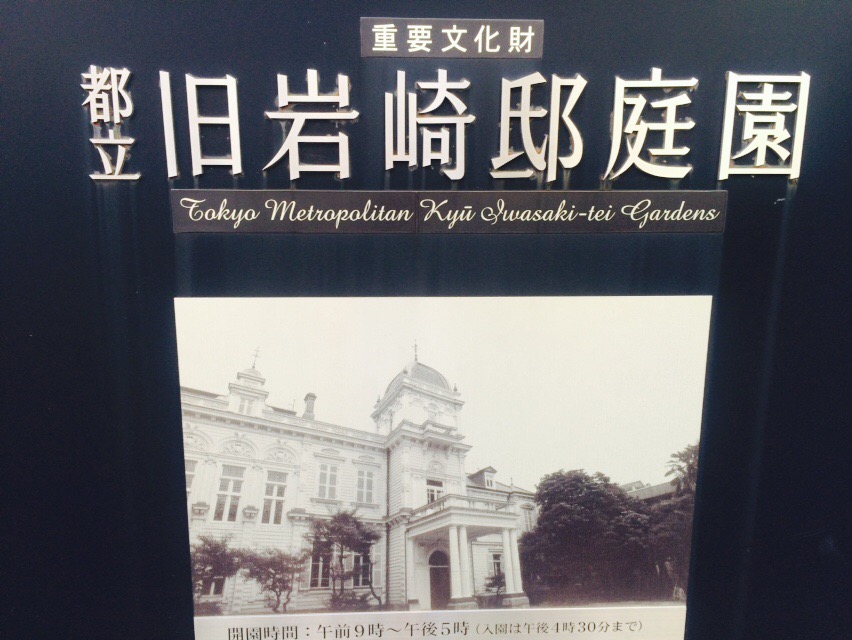 重要文化財
都立 旧岩崎邸庭園
Tokyo Metropolitan Kyū Iwasaki-tei Gardens
開園時間：午前9時～午後5時（入園は午後4時30分まで）